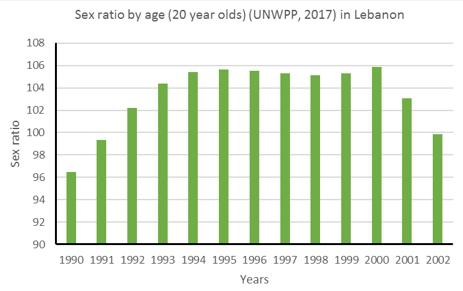 Sex ratio by age (20 year olds) (UNWPP, 2017) in Lebanon
108
106
104
102
100
98
96
94
92
90
Sex ratio
1990 1991 1992 1993 1994 1995 1996 1997 1998 1999 2000 2001 2002
Years